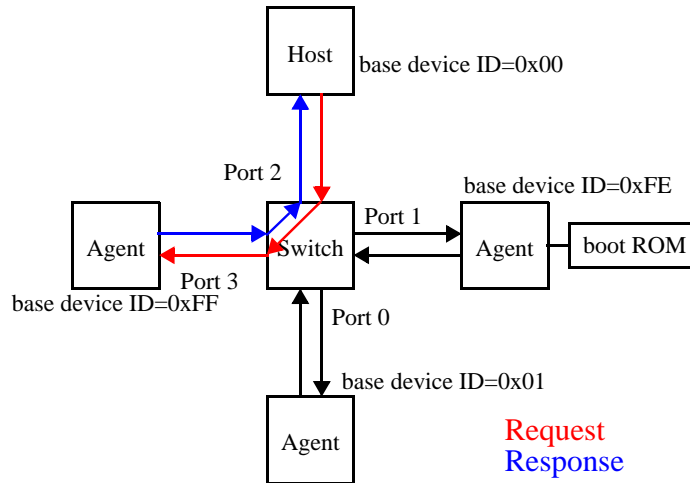 Host
base device ID=0x00
Port 2
base device ID=0xFE
Port 1
Agent
Switch
Agent
boot ROM
Port 3
base device ID=0xFF
Port 0
base device ID=0x01
Agent
Request
Response